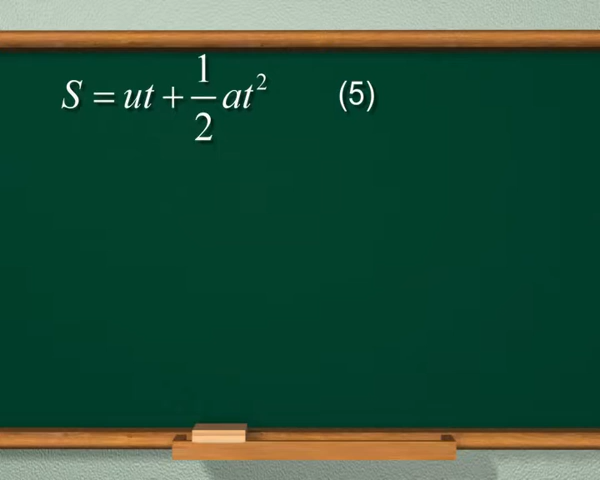 S = ut + 1/2 at² (5)